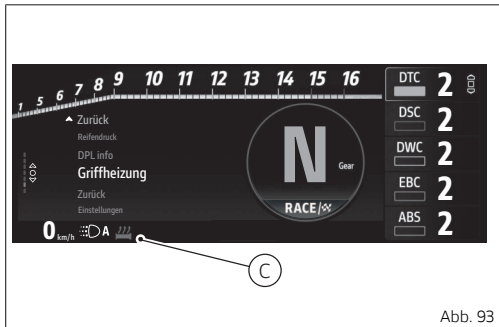 1 5 6 7 8 9 10 11 12 13 14 15 16
Zurück
Reifendruck
DPL info
Griffheizung
Zurück
Einstellungen
0 km/h A
N
Gear
RACE/
DTC 2
DSC 2
DWC 2
EBC 2
ABS 2
C
Abb. 93